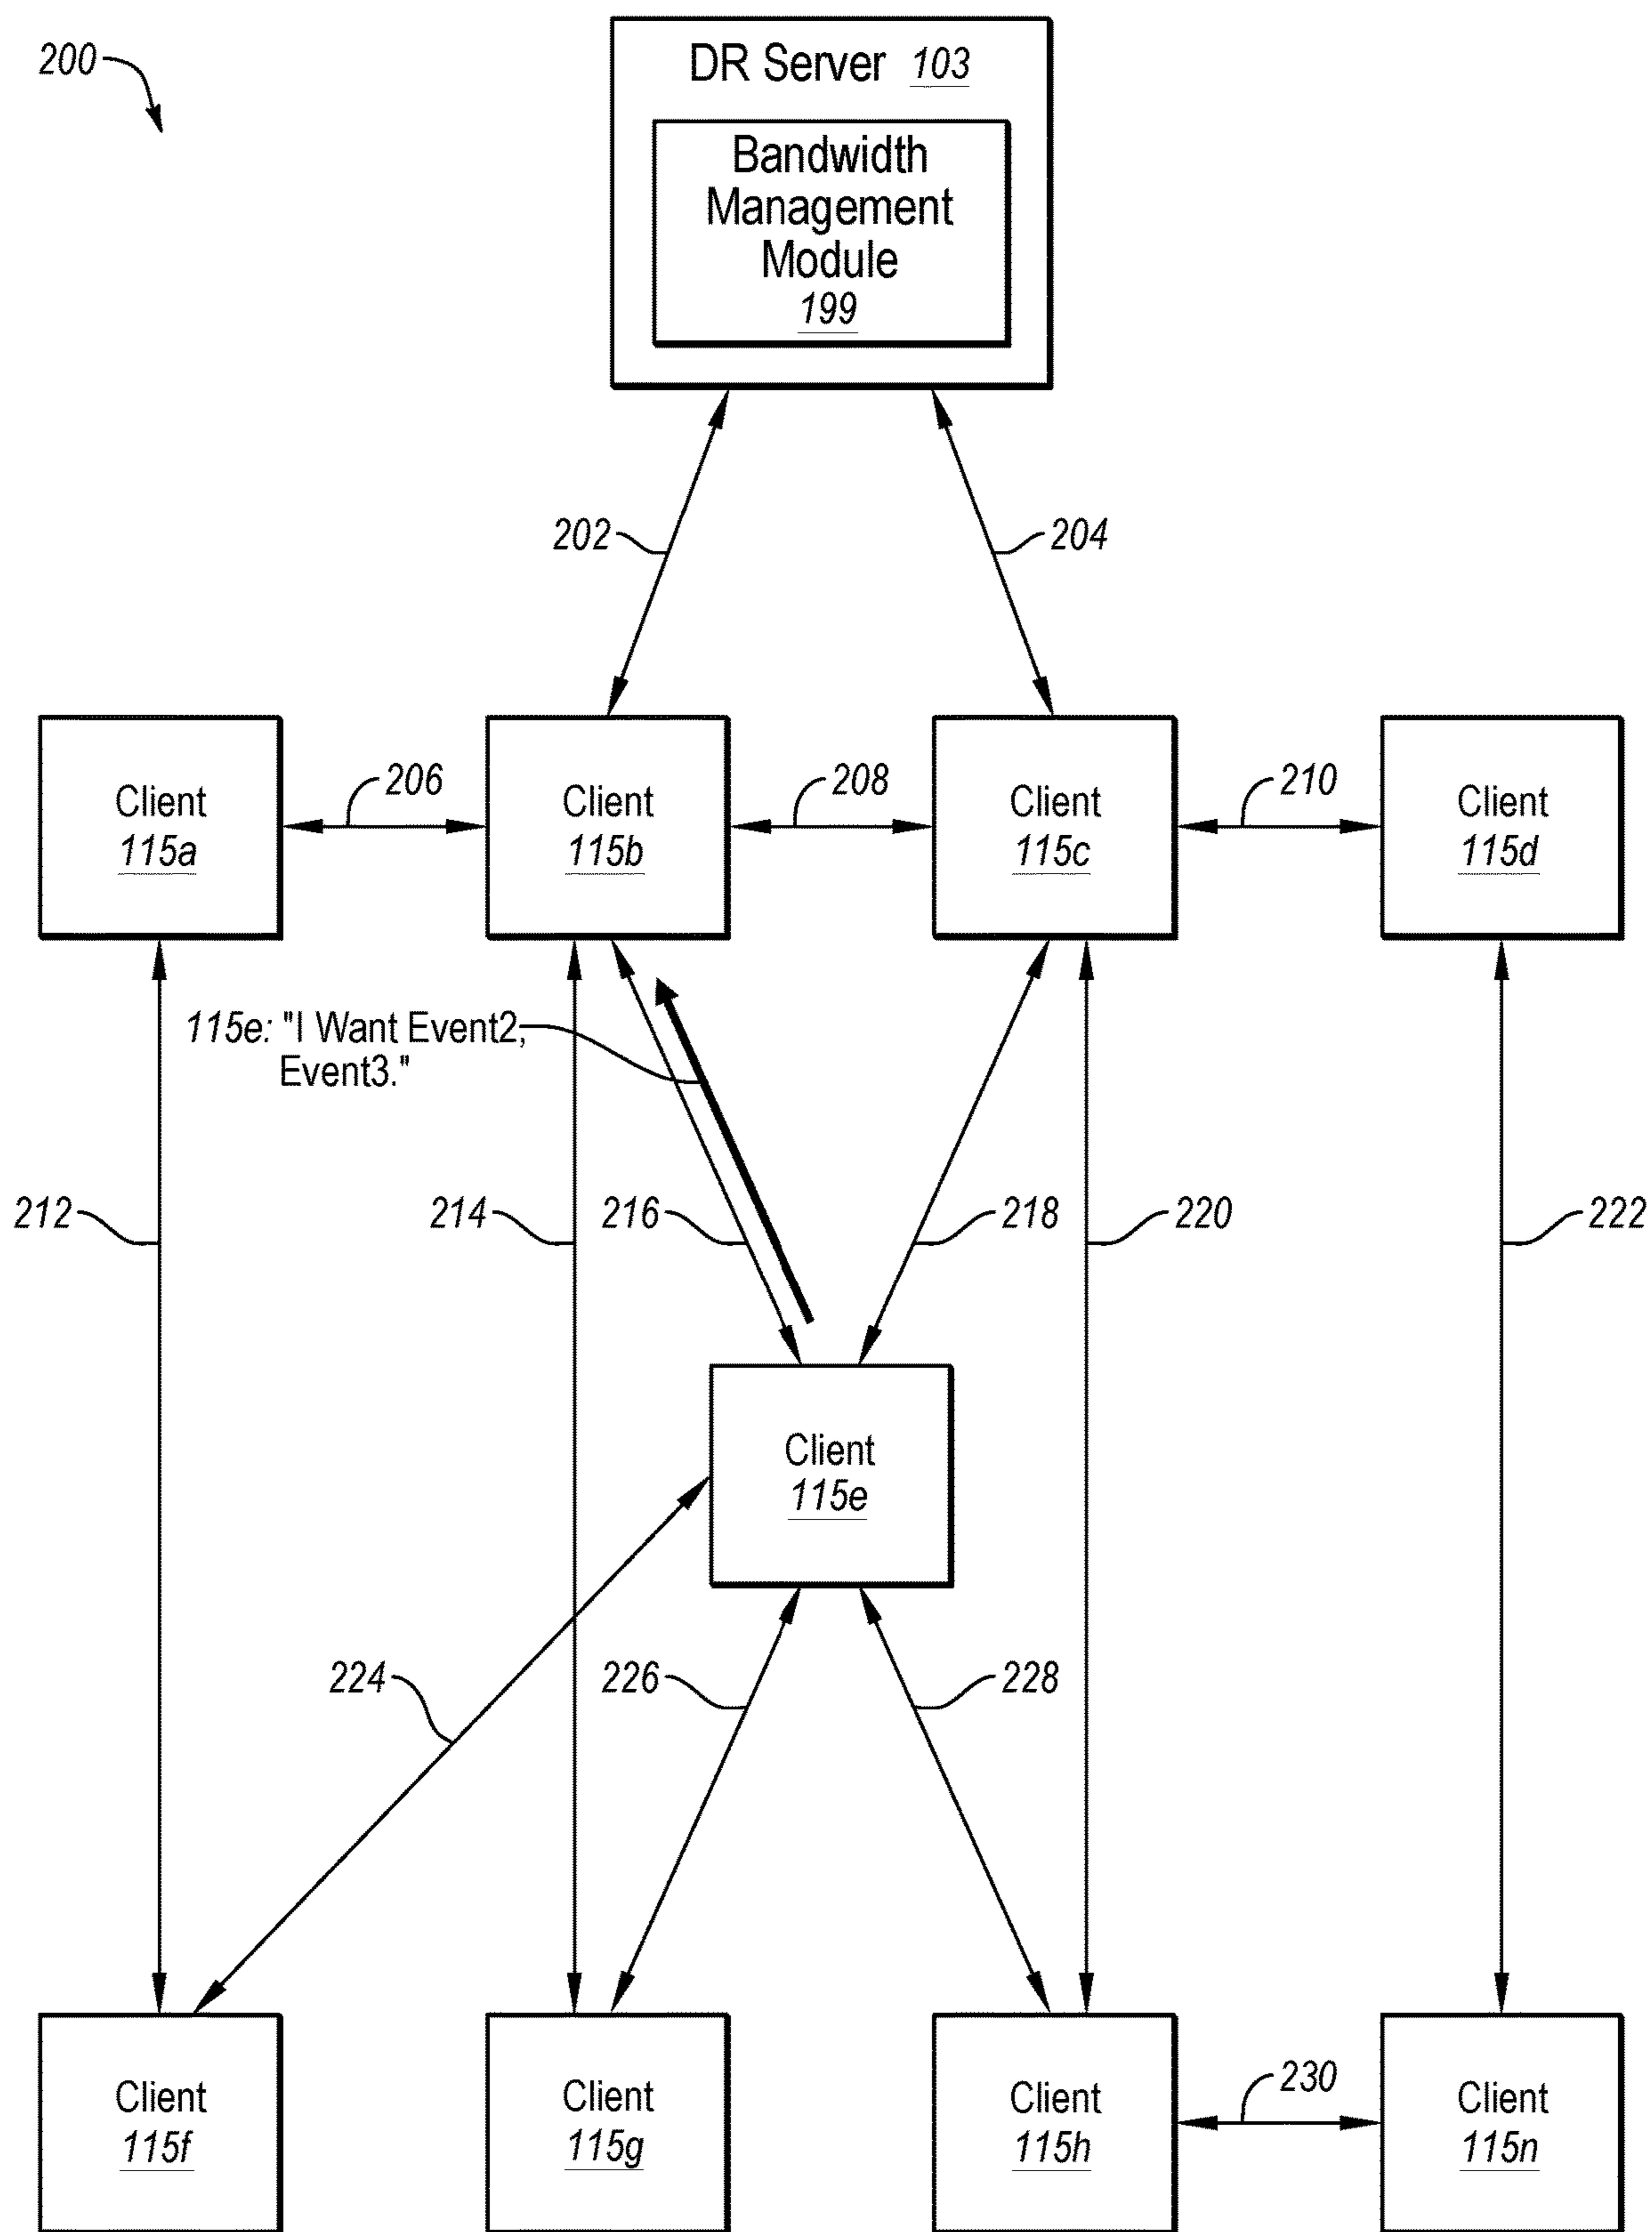 200
DR Server 103
Bandwidth
Management
Module
199
202
204
206
208
210
Client
115a
Client
115b
Client
115c
Client
115d
115e: "I Want Event2,
Event3."
212
214
216
218
220
222
Client
115e
224
226
228
230
Client
115f
Client
115g
Client
115h
Client
115n